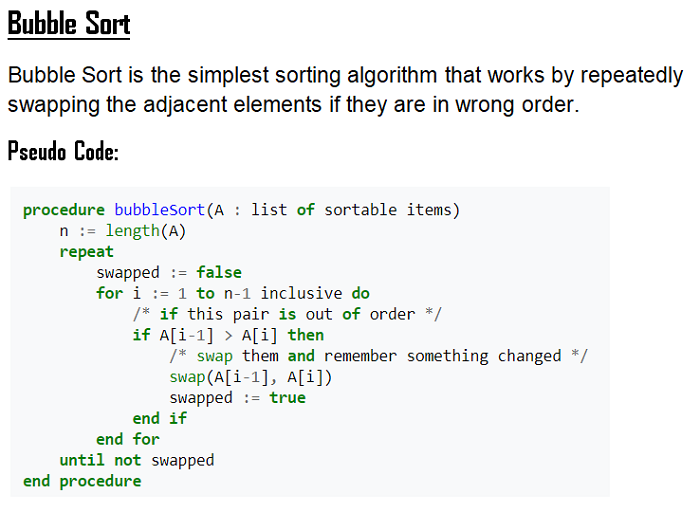 Bubble Sort
Bubble Sort is the simplest sorting algorithm that works by repeatedly
swapping the adjacent elements if they are in wrong order.
Pseudo Code:
procedure bubbleSort(A : list of sortable items)
    n := length(A)
    repeat
        swapped := false
        for i := 1 to n-1 inclusive do
            /* if this pair is out of order */
            if A[i-1] > A[i] then
                /* swap them and remember something changed */
                swap(A[i-1], A[i])
                swapped := true
            end if
        end for
    until not swapped
end procedure